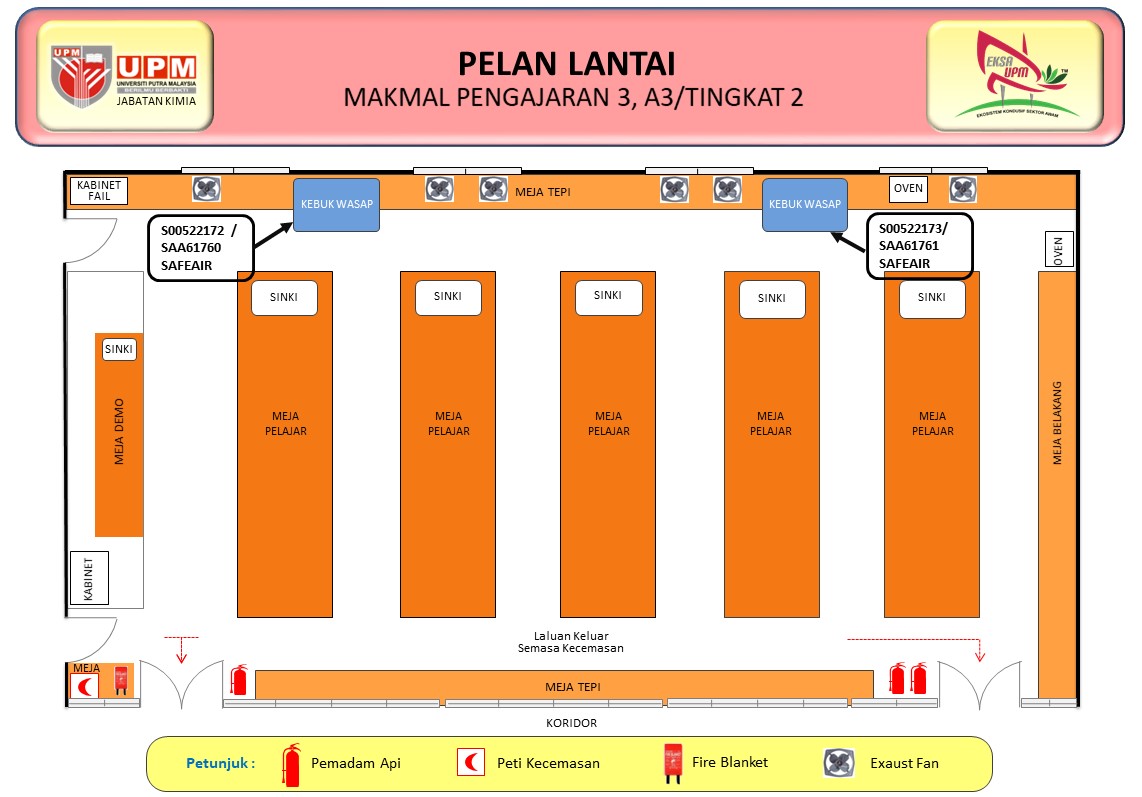 UPM
UPM
UNIVERSITI PUTRA MALAYSIA
BERILMU BERBAKTI
JABATAN KIMIA
PELAN LANTAI
MAKMAL PENGAJARAN 3, A3/TINGKAT 2
EKSA
UPM
TM
EKOSISTEM KONDUSIF SEKTOR AWAM
KABINET
FAIL
KEBUK WASAP
MEJA TEPI
KEBUK WASAP
OVEN
S00522172 /
SAA61760
SAFEAIR
S00522173/
SAA61761
SAFEAIR
OVEN
SINKI
SINKI
SINKI
SINKI
SINKI
SINKI
MEJA DEMO
MEJA
PELAJAR
MEJA
PELAJAR
MEJA
PELAJAR
MEJA
PELAJAR
MEJA
PELAJAR
MEJA BELAKANG
KABINET
Laluan Keluar
Semasa Kecemasan
MEJA
MEJA TEPI
KORIDOR
Petunjuk :
Pemadam Api
Peti Kecemasan
Fire Blanket
Exaust Fan